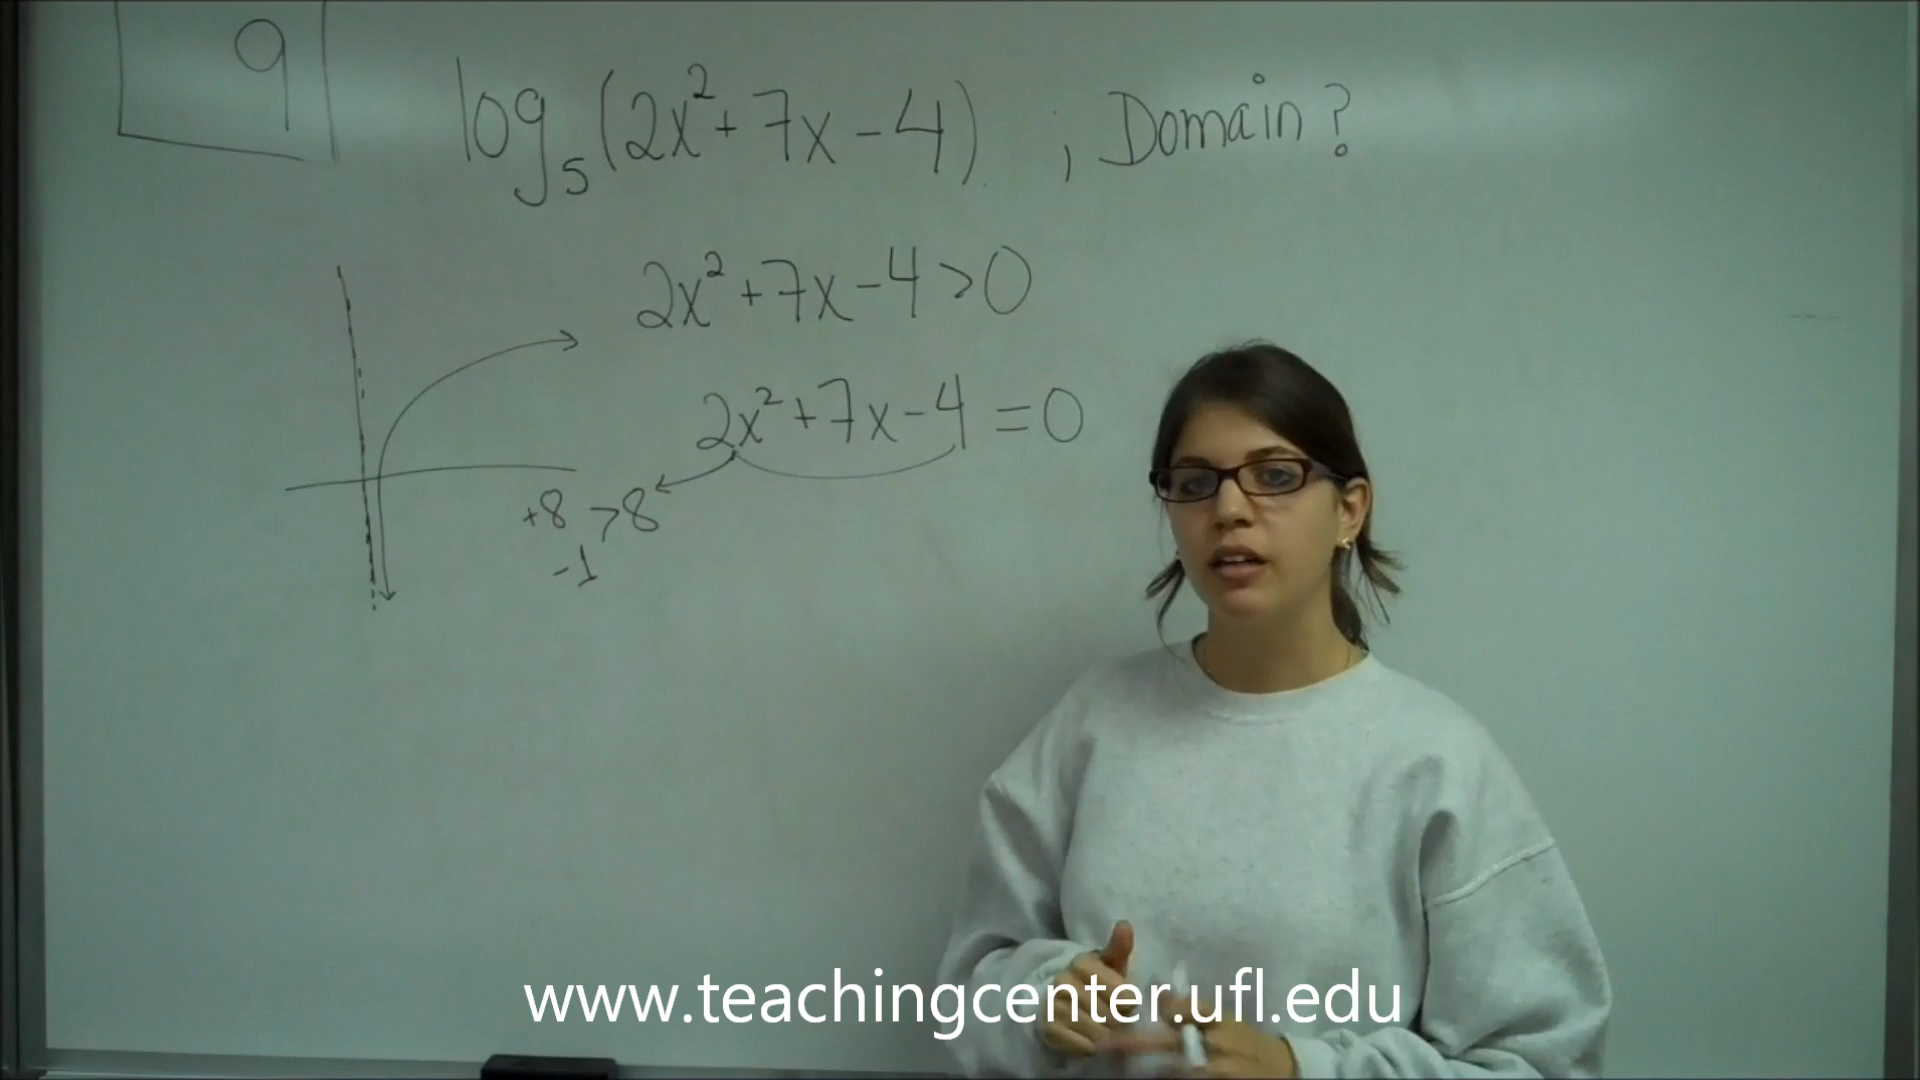 9
log₅(2x²+7x-4) ; Domain?
2x²+7x-4>0
2x²+7x-4=0
+8 >8
-1
www.teachingcenter.ufl.edu